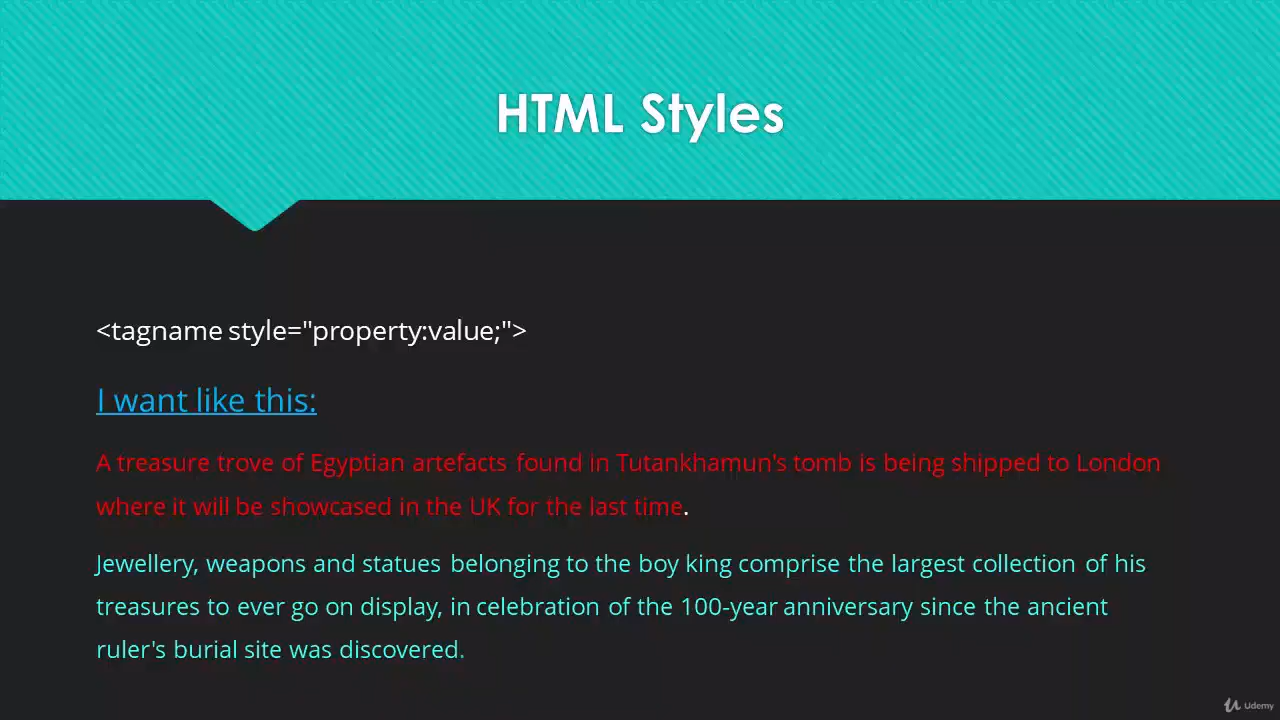 HTML Styles
<tagname style="property:value;">
I want like this:
A treasure trove of Egyptian artefacts found in Tutankhamun's tomb is being shipped to London
where it will be showcased in the UK for the last time.
Jewellery, weapons and statues belonging to the boy king comprise the largest collection of his
treasures to ever go on display, in celebration of the 100-year anniversary since the ancient
ruler's burial site was discovered.
Udemy